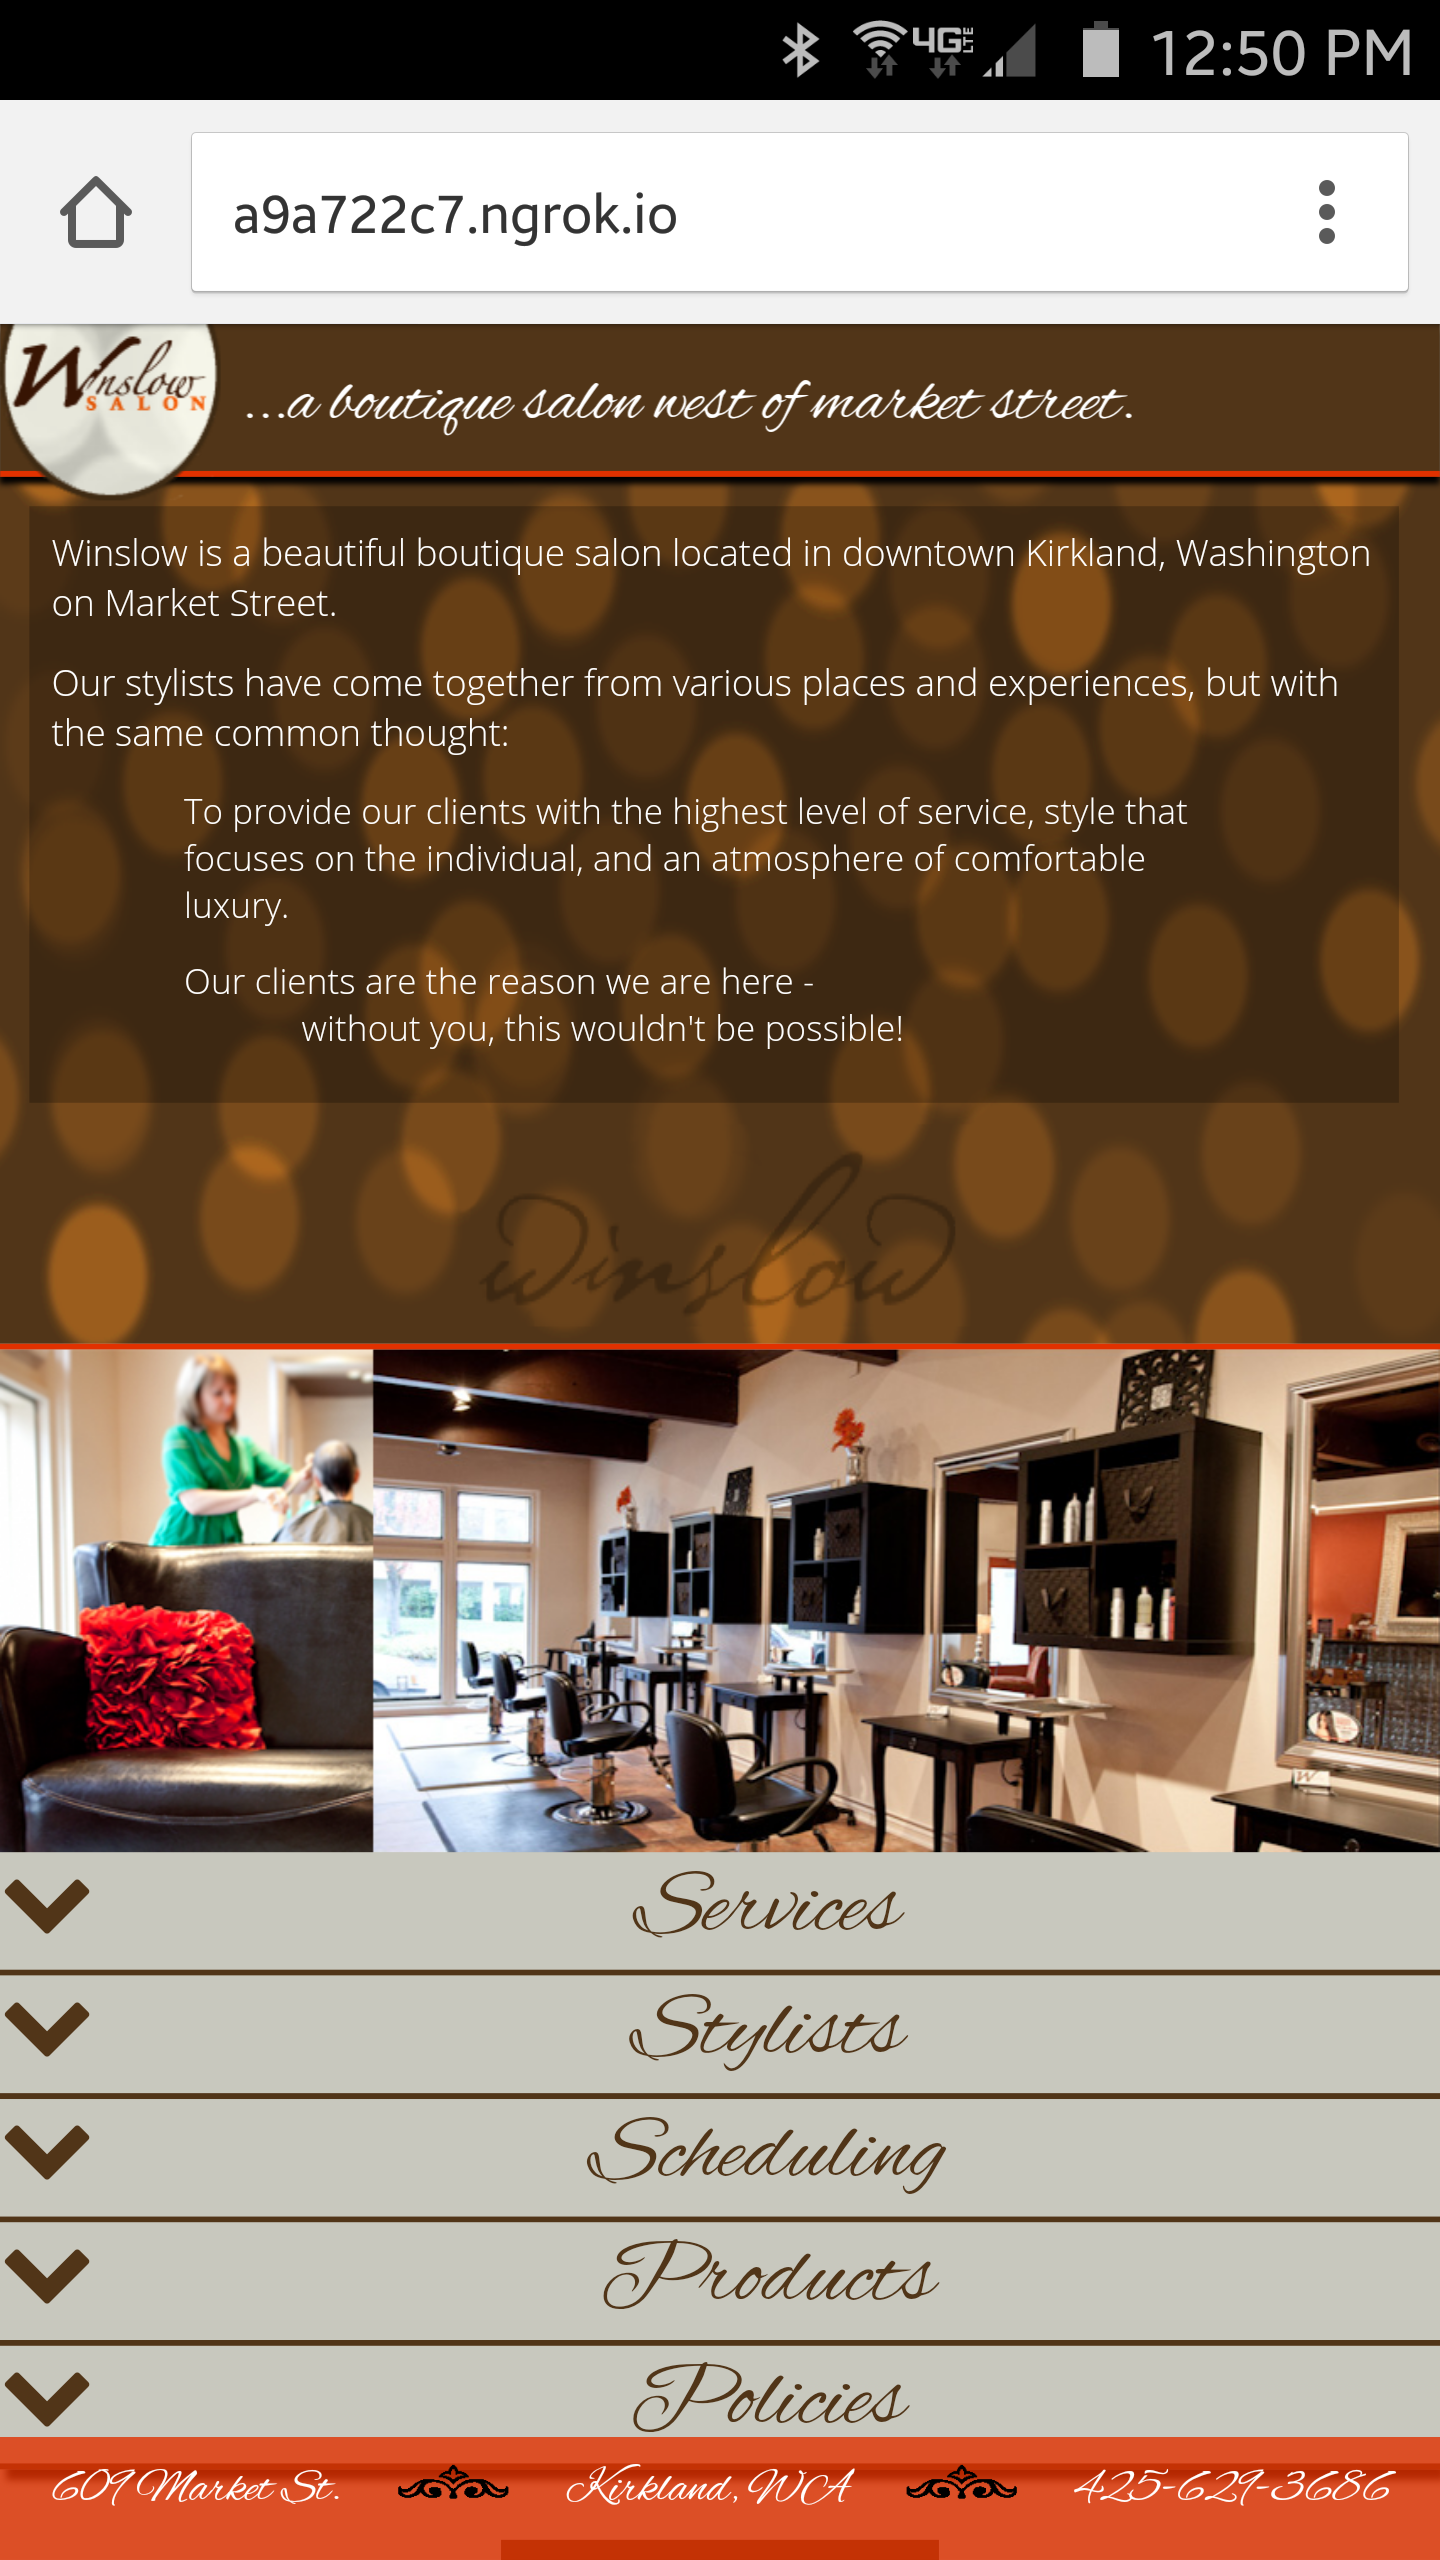 12:50 PM
4G LTE
a9a722c7.ngrok.io
Winslow
SALON
...a boutique salon west of market street.
Winslow is a beautiful boutique salon located in downtown Kirkland, Washington
on Market Street.
Our stylists have come together from various places and experiences, but with
the same common thought:
To provide our clients with the highest level of service, style that
focuses on the individual, and an atmosphere of comfortable
luxury.
Our clients are the reason we are here -
without you, this wouldn't be possible!
winslow
Services
Stylists
Scheduling
Products
Policies
609 Market St. Kirkland, WA 425-629-3686